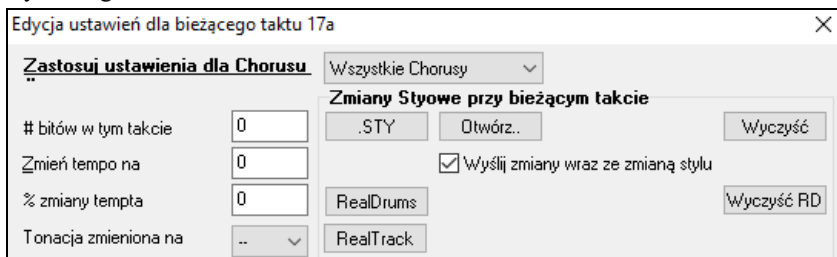 Edycja ustawień dla bieżącego taktu 17a
Zastosuj ustawienia dla Chorusu Wszystkie Chorusy
Zmiany Styowe przy bieżącym takcie
# bitów w tym takcie 0 .STY Otwórz.. Wyczyść
Zmień tempo na 0 Wyślij zmiany wraz ze zmianą stylu
% zmiany tempta 0 RealDrums Wyczyść RD
Tonacja zmieniona na -- RealTrack